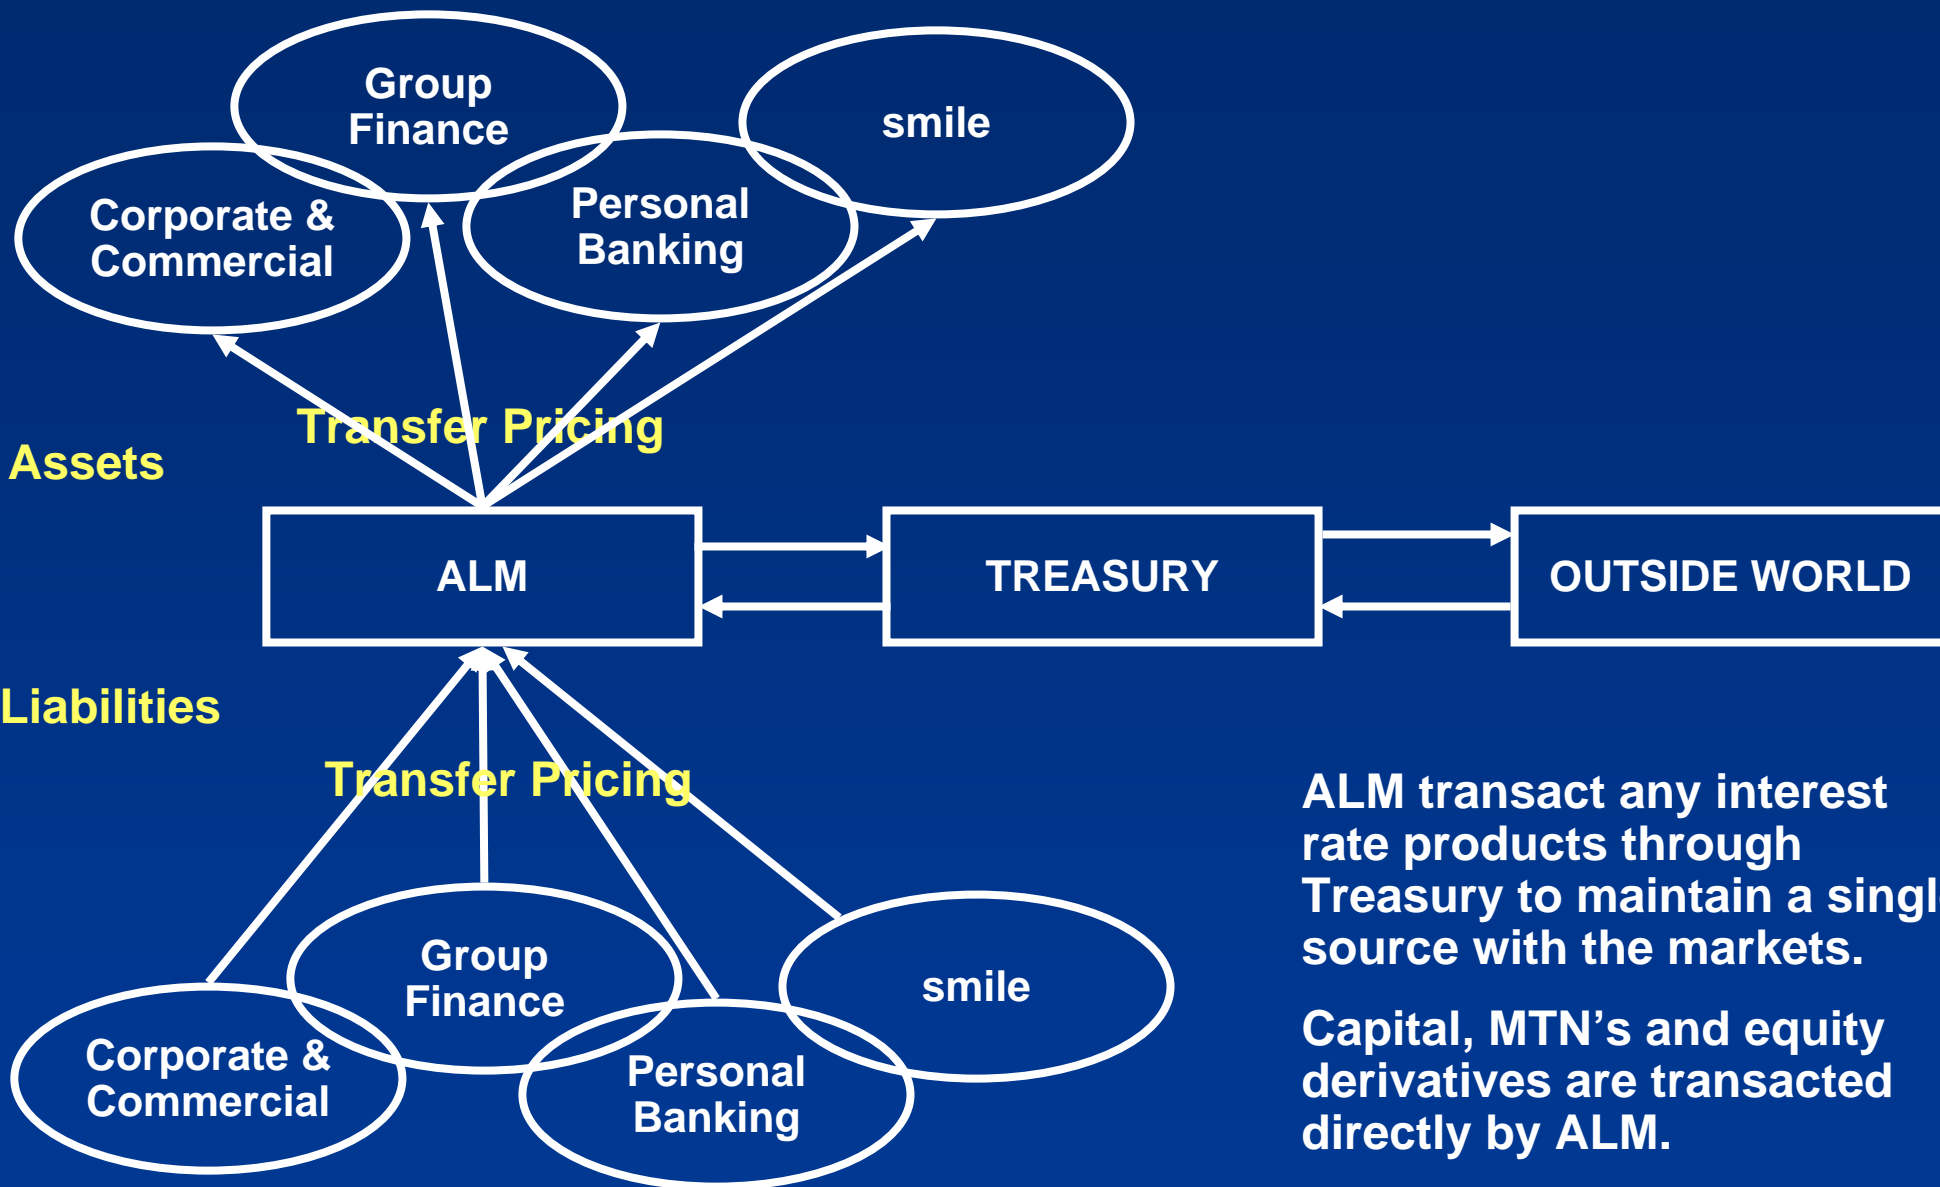 Group
Finance
smile
Corporate &
Commercial
Personal
Banking
Transfer Pricing
Assets
ALM
TREASURY
OUTSIDE WORLD
Liabilities
Transfer Pricing
Group
Finance
smile
Corporate &
Commercial
Personal
Banking
ALM transact any interest
rate products through
Treasury to maintain a single
source with the markets.
Capital, MTN’s and equity
derivatives are transacted
directly by ALM.